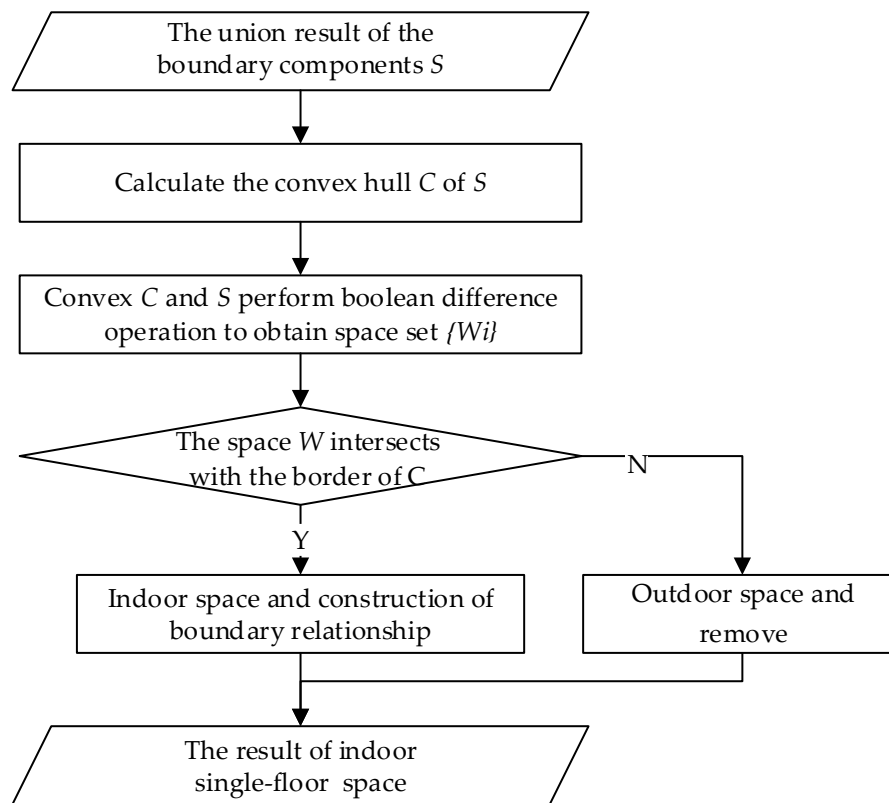 The union result of the
boundary components S
Calculate the convex hull C of S
Convex C and S perform boolean difference
operation to obtain space set {Wi}
The space W intersects
with the border of C
N
Y
Indoor space and construction of
boundary relationship
Outdoor space and
remove
The result of indoor
single-floor space